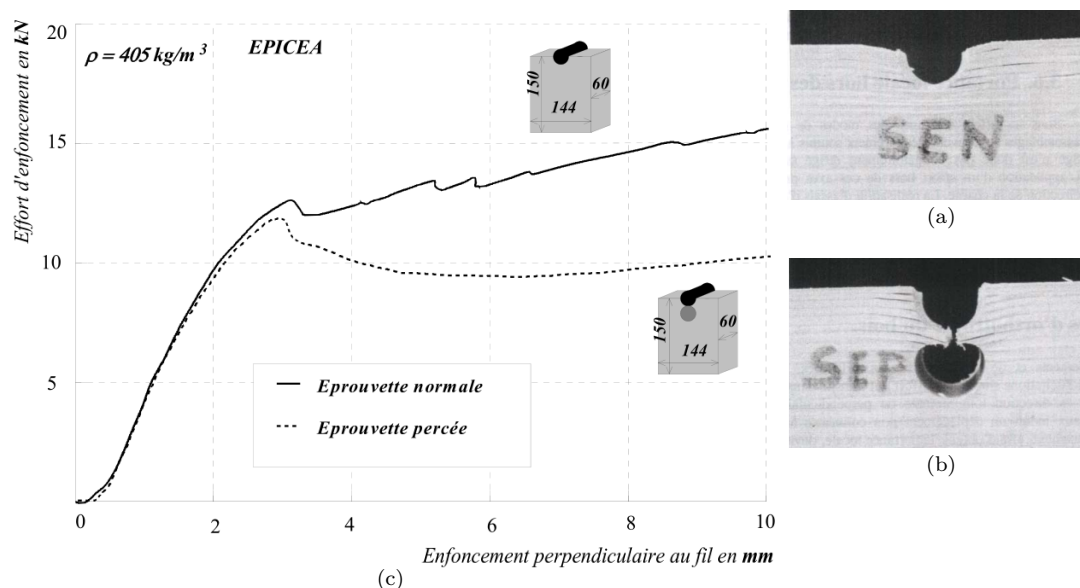 20
15
10
5
0
2
4
6
8
10
Effort d'enfoncement en kN
ρ = 405 kg/m³
EPICEA
150
144
60
150
144
60
Eprouvette normale
Eprouvette percée
Enfoncement perpendiculaire au fil en mm
(c)
SEN
(a)
SEP
(b)